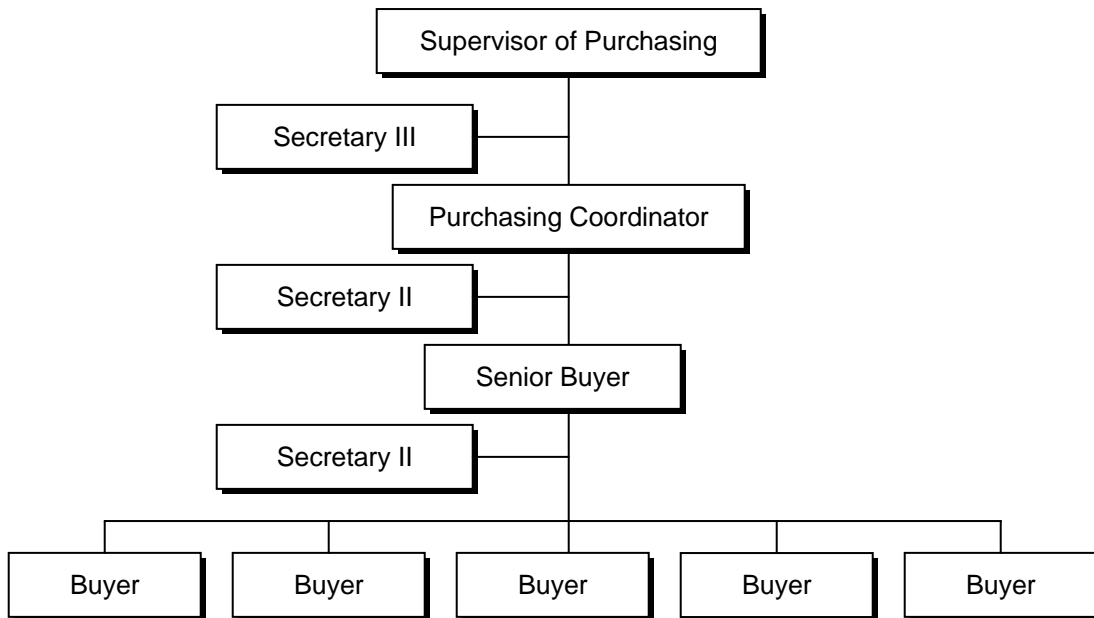 Supervisor of Purchasing
Secretary III
Purchasing Coordinator
Secretary II
Senior Buyer
Secretary II
Buyer
Buyer
Buyer
Buyer
Buyer